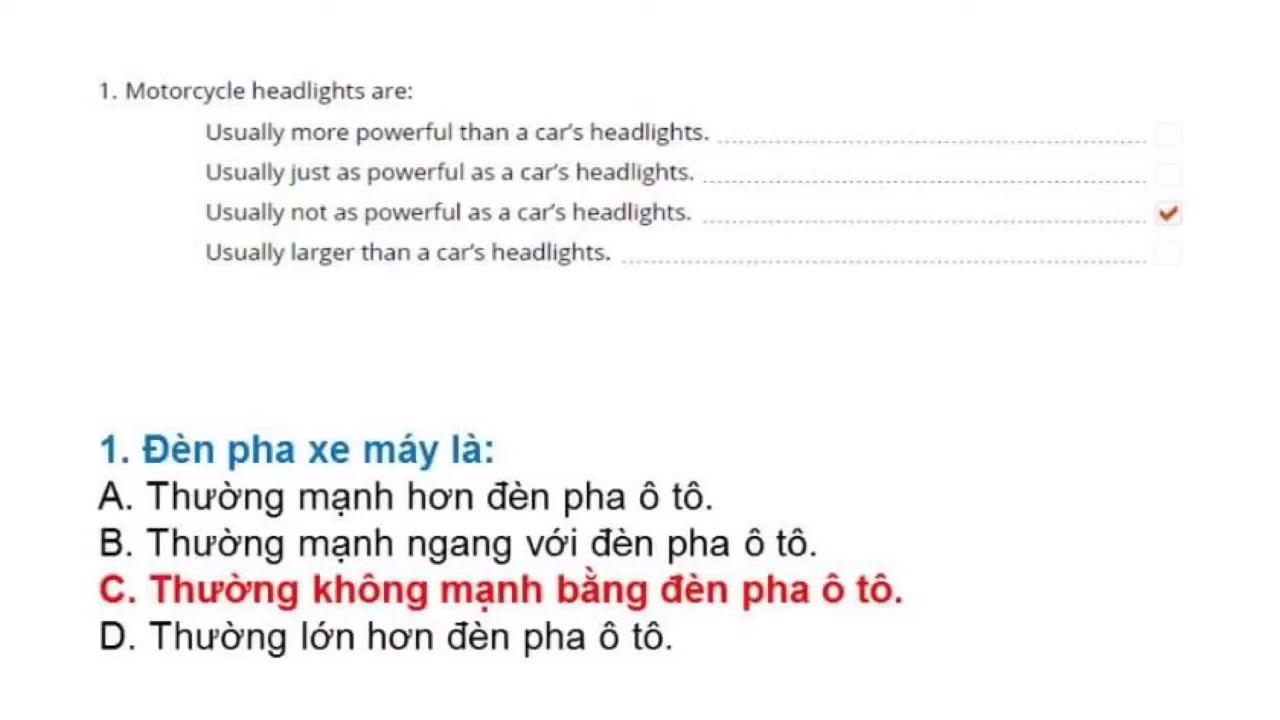 1. Motorcycle headlights are:
Usually more powerful than a car's headlights.
Usually just as powerful as a car's headlights.
Usually not as powerful as a car's headlights.
Usually larger than a car's headlights.
1. Đèn pha xe máy là:
A. Thường mạnh hơn đèn pha ô tô.
B. Thường mạnh ngang với đèn pha ô tô.
C. Thường không mạnh bằng đèn pha ô tô.
D. Thường lớn hơn đèn pha ô tô.